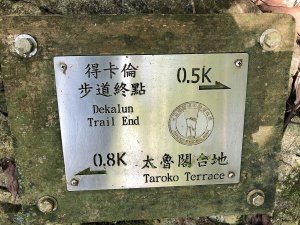 得卡倫
步道終點
0.5K
Dekalun
Trail End
0.8K
太魯閣台地
Taroko Terrace